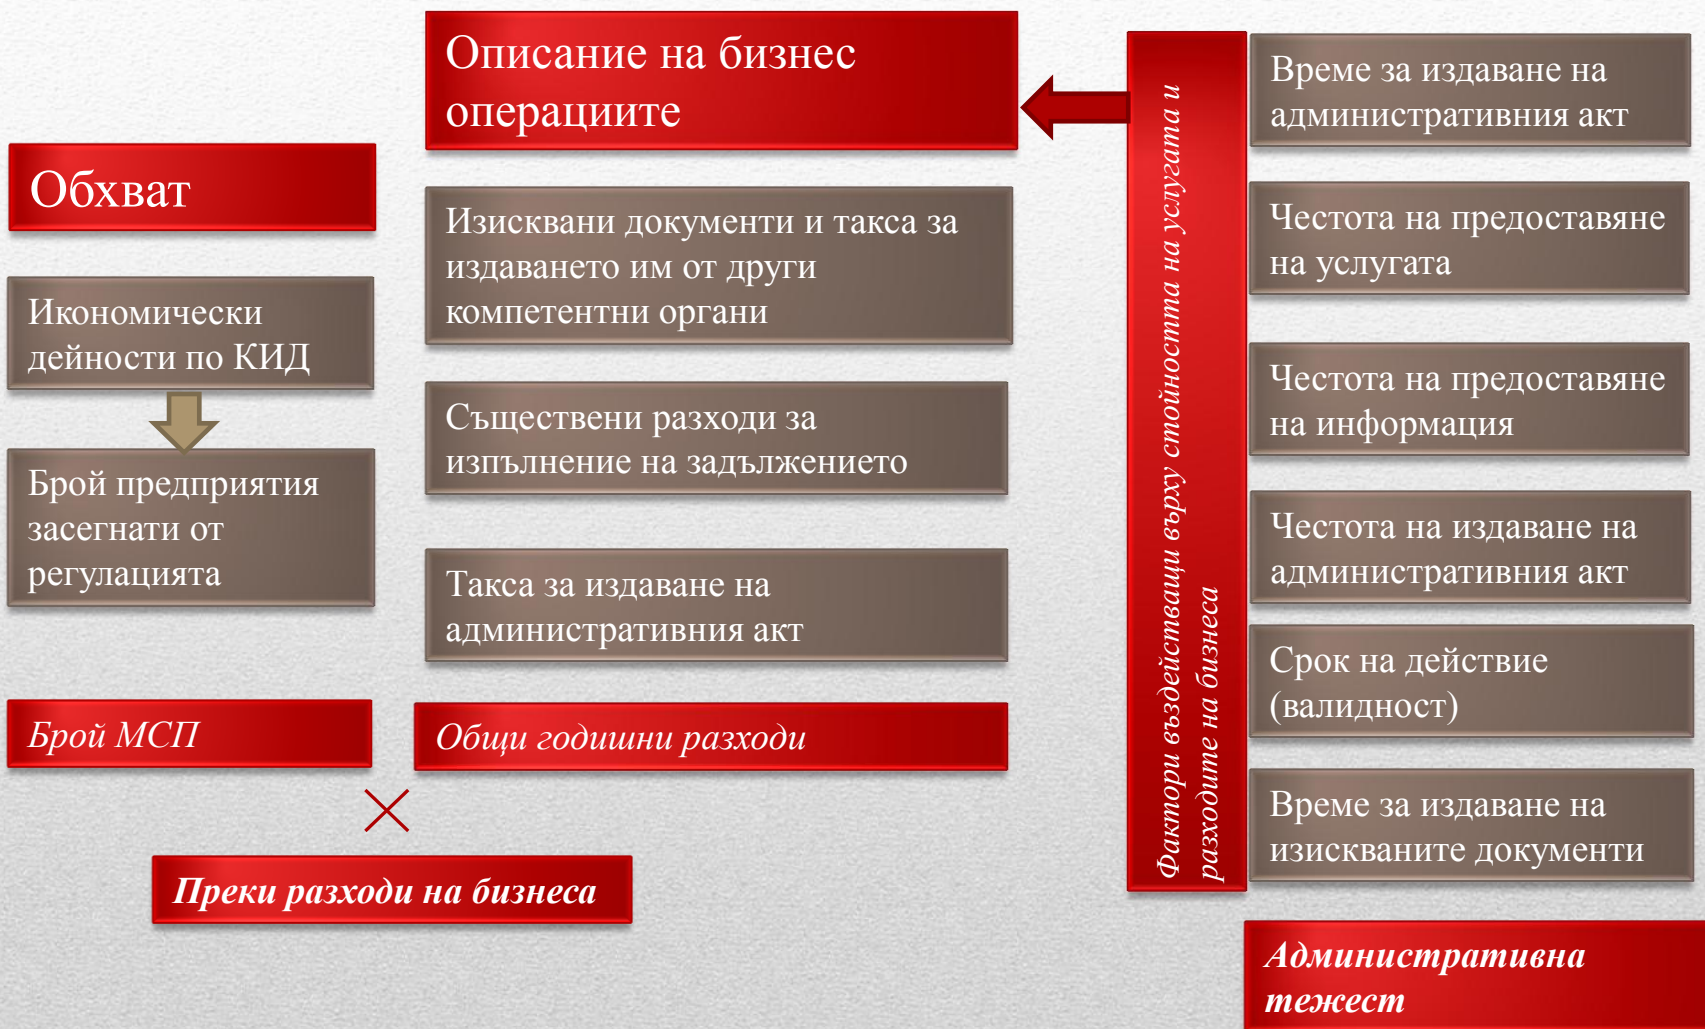 Обхват
Икономически
дейности по КИД
Брой предприятия
засегнати от
регулацията
Брой МСП
Описание на бизнес
операциите
Изисквани документи и такса за
издаването им от други
компетентни органи
Съществени разходи за
изпълнение на задължението
Такса за издаване на
административния акт
Общи годишни разходи
Преки разходи на бизнеса
Фактори въздействащи върху стойността на услугата и
разходите на бизнеса
Време за издаване на
административния акт
Честота на предоставяне
на услугата
Честота на предоставяне
на информация
Честота на издаване на
административния акт
Срок на действие
(валидност)
Време за издаване на
изискваните документи
Административна
тежест